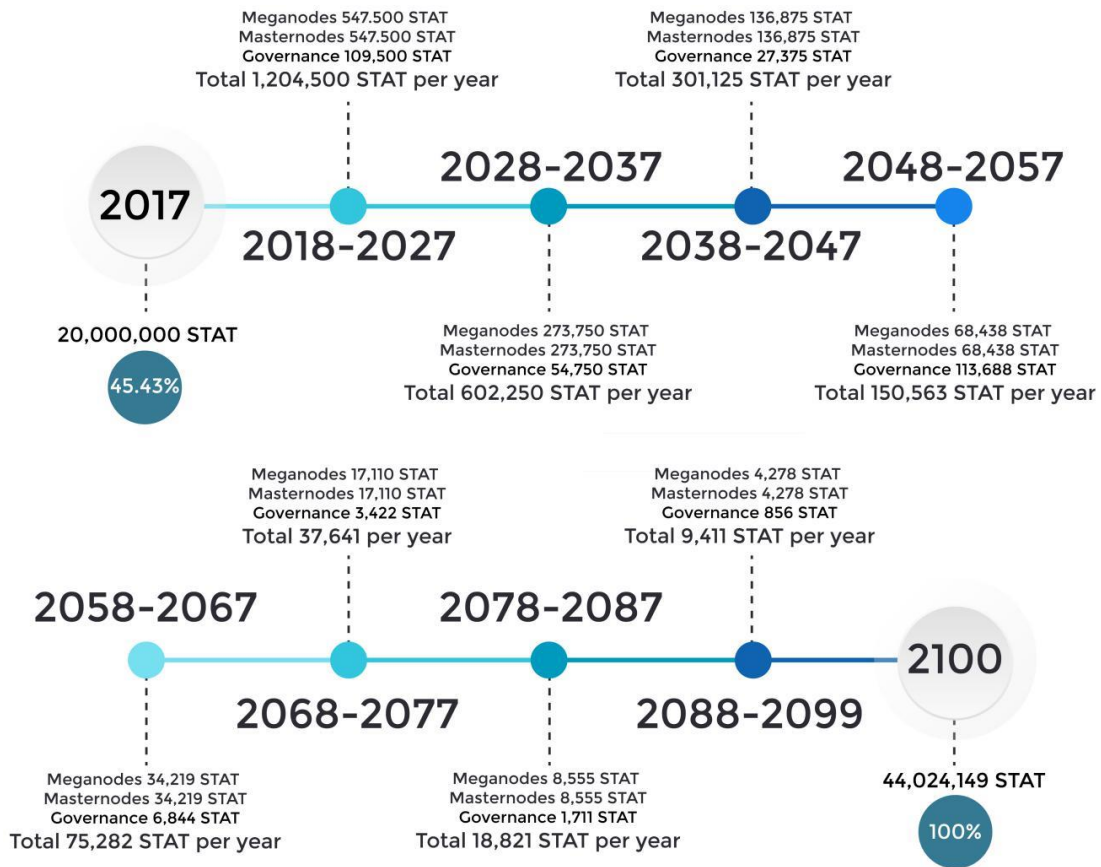 Meganodes 547.500 STAT
Masternodes 547.500 STAT
Governance 109,500 STAT
Total 1,204,500 STAT per year
Meganodes 136,875 STAT
Masternodes 136,875 STAT
Governance 27,375 STAT
Total 301,125 STAT per year
2017
2018-2027
2028-2037
2038-2047
2048-2057
20,000,000 STAT
45.43%
Meganodes 273,750 STAT
Masternodes 273,750 STAT
Governance 54,750 STAT
Total 602,250 STAT per year
Meganodes 68,438 STAT
Masternodes 68,438 STAT
Governance 113,688 STAT
Total 150,563 STAT per year
Meganodes 17,110 STAT
Masternodes 17,110 STAT
Governance 3,422 STAT
Total 37,641 per year
Meganodes 4,278 STAT
Masternodes 4,278 STAT
Governance 856 STAT
Total 9,411 STAT per year
2058-2067
2068-2077
2078-2087
2088-2099
2100
Meganodes 34,219 STAT
Masternodes 34,219 STAT
Governance 6,844 STAT
Total 75,282 STAT per year
Meganodes 8,555 STAT
Masternodes 8,555 STAT
Governance 1,711 STAT
Total 18,821 STAT per year
44,024,149 STAT
100%